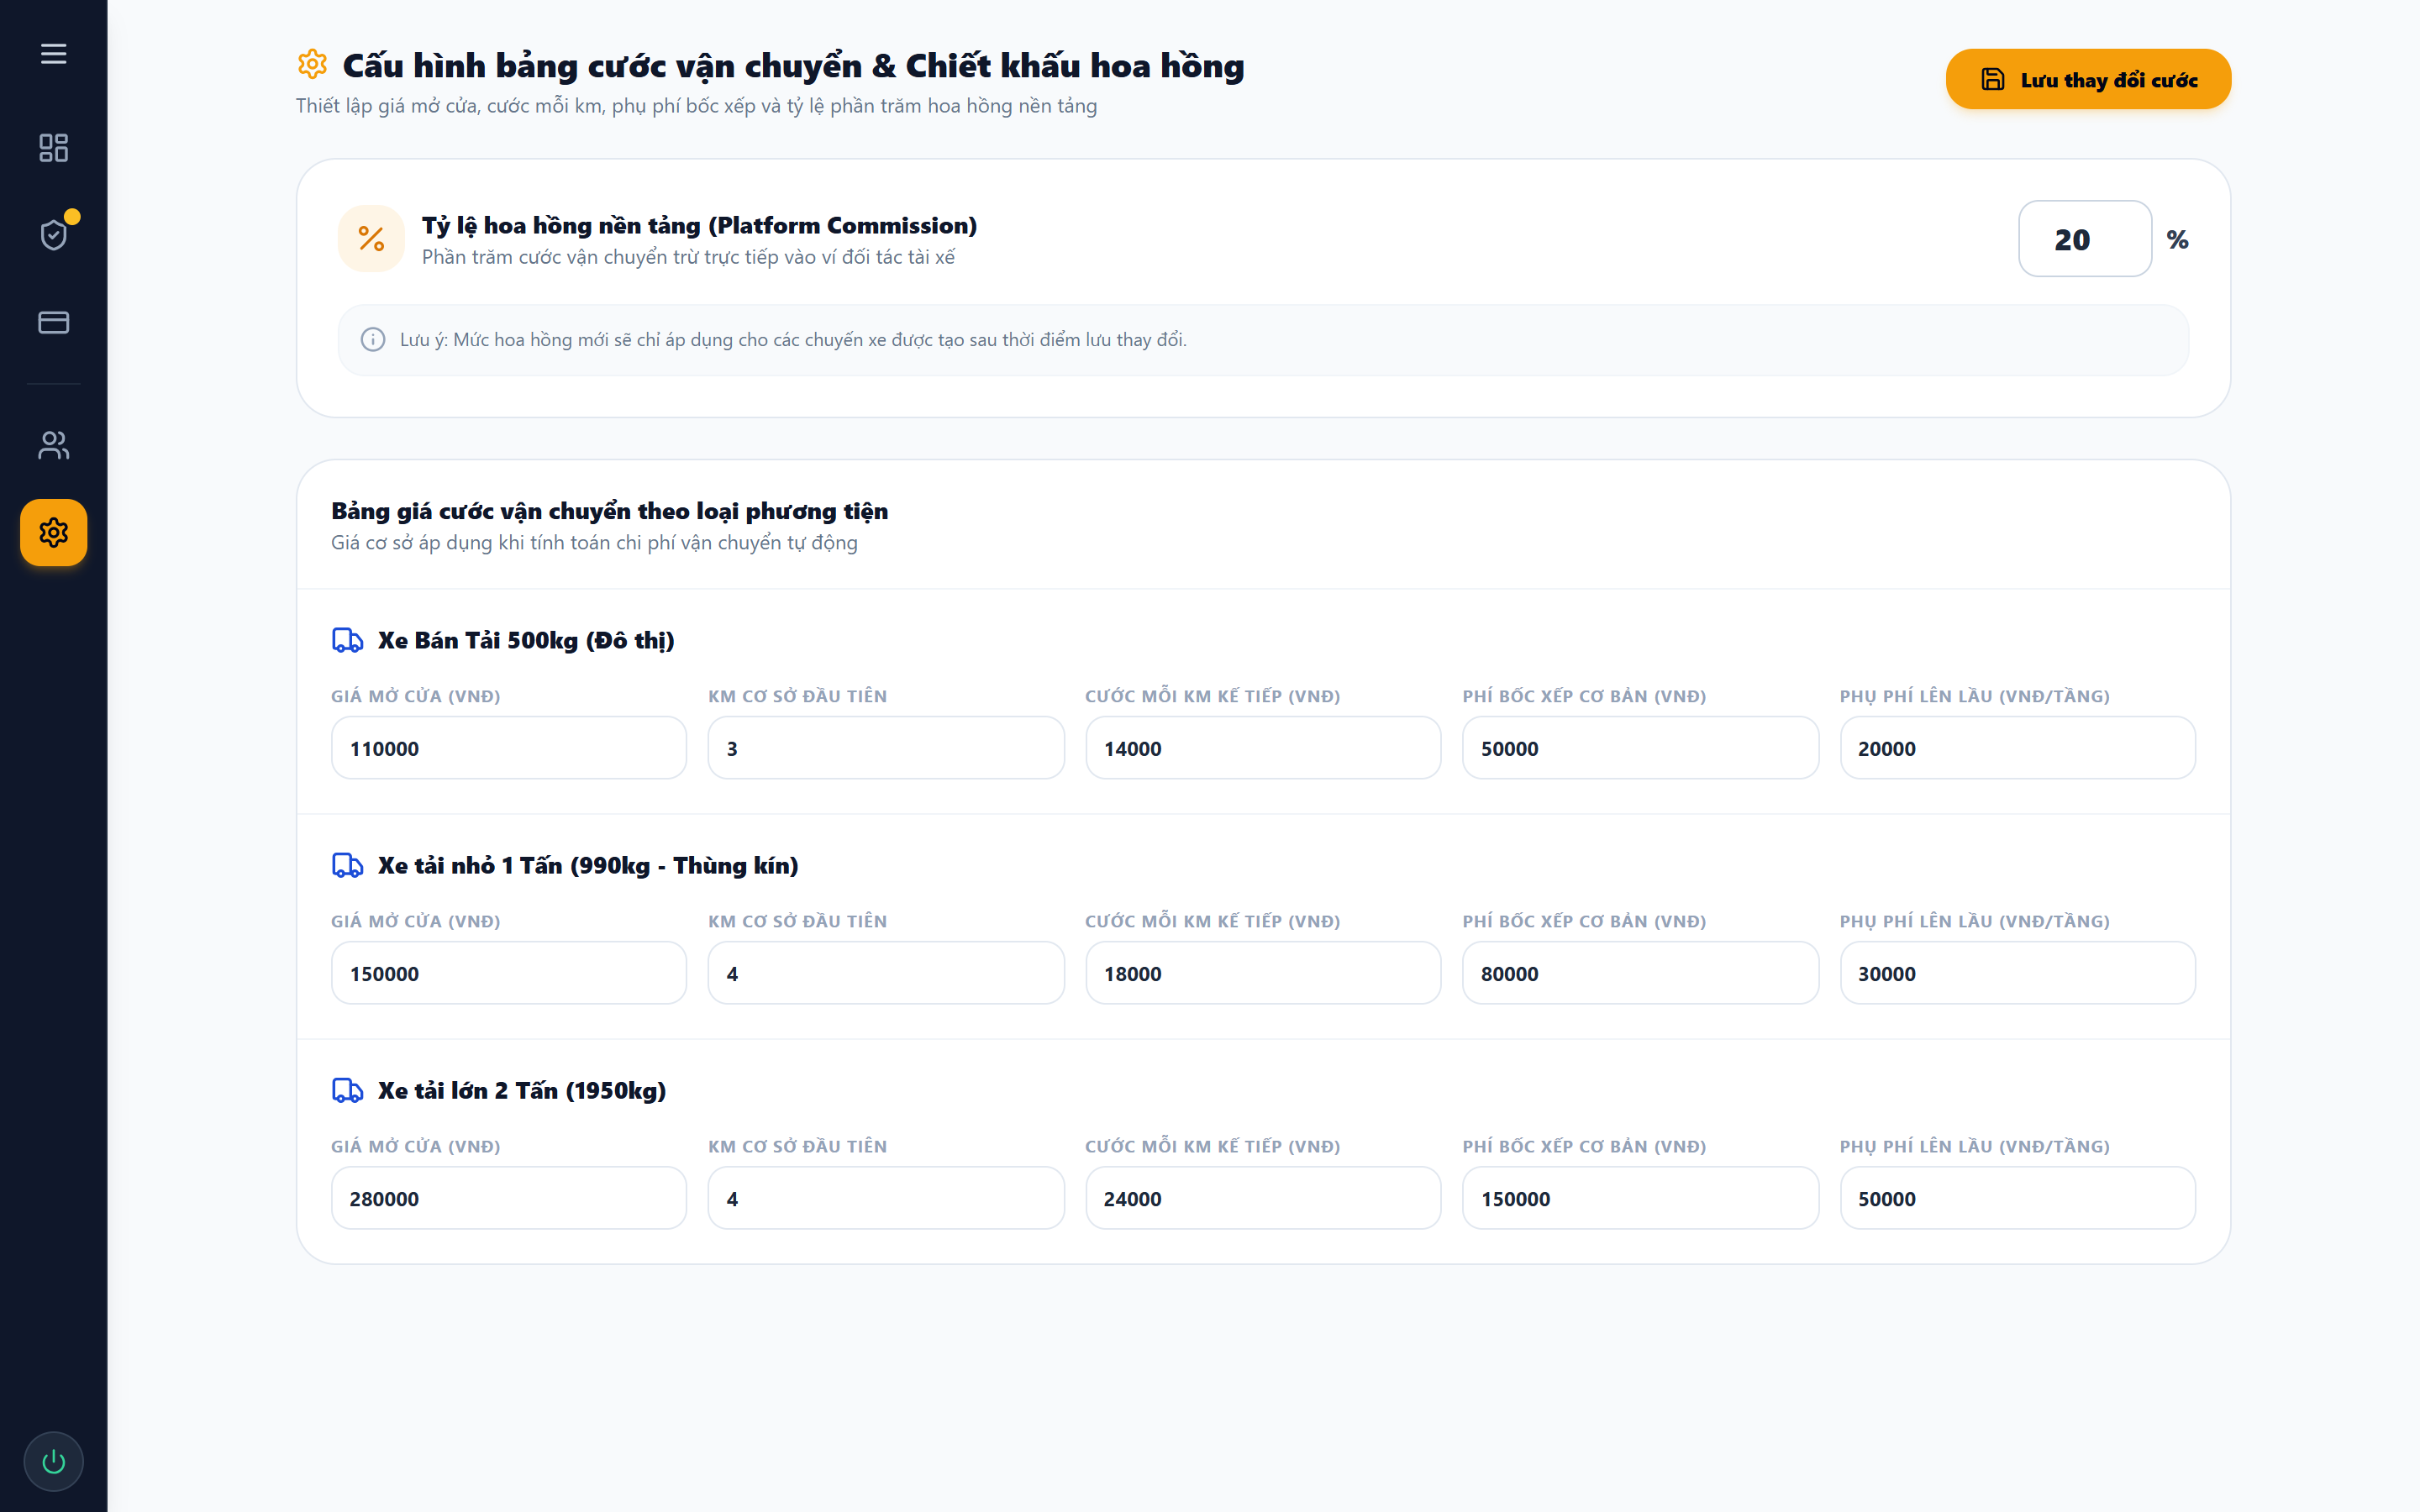 Cấu hình bảng cước vận chuyển & Chiết khấu hoa hồng
Thiết lập giá mở cửa, cước mỗi km, phụ phí bốc xếp và tỷ lệ phần trăm hoa hồng nền tảng
Lưu thay đổi cước
Tỷ lệ hoa hồng nền tảng (Platform Commission)
Phần trăm cước vận chuyển trừ trực tiếp vào ví đối tác tài xế
20 %
Lưu ý: Mức hoa hồng mới sẽ chỉ áp dụng cho các chuyến xe được tạo sau thời điểm lưu thay đổi.
Bảng giá cước vận chuyển theo loại phương tiện
Giá cơ sở áp dụng khi tính toán chi phí vận chuyển tự động
Xe Bán Tải 500kg (Đô thị)
GIÁ MỞ CỬA (VNĐ) KM CƠ SỞ ĐẦU TIÊN CƯỚC MỖI KM KẾ TIẾP (VNĐ) PHÍ BỐC XẾP CƠ BẢN (VNĐ) PHỤ PHÍ LÊN LẦU (VNĐ/TẦNG)
110000 3 14000 50000 20000
Xe tải nhỏ 1 Tấn (990kg - Thùng kín)
GIÁ MỞ CỬA (VNĐ) KM CƠ SỞ ĐẦU TIÊN CƯỚC MỖI KM KẾ TIẾP (VNĐ) PHÍ BỐC XẾP CƠ BẢN (VNĐ) PHỤ PHÍ LÊN LẦU (VNĐ/TẦNG)
150000 4 18000 80000 30000
Xe tải lớn 2 Tấn (1950kg)
GIÁ MỞ CỬA (VNĐ) KM CƠ SỞ ĐẦU TIÊN CƯỚC MỖI KM KẾ TIẾP (VNĐ) PHÍ BỐC XẾP CƠ BẢN (VNĐ) PHỤ PHÍ LÊN LẦU (VNĐ/TẦNG)
280000 4 24000 150000 50000